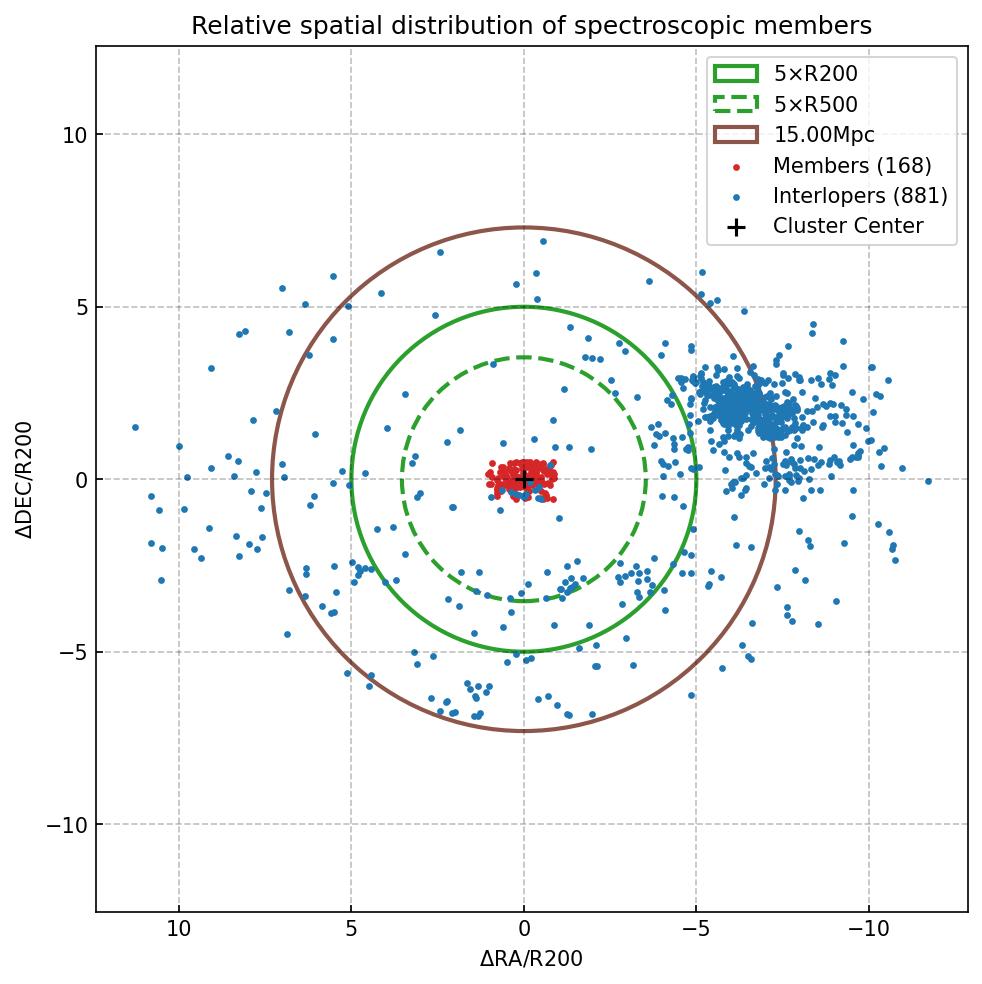 Relative spatial distribution of spectroscopic members
5×R200
5×R500
15.00Mpc
Members (168)
Interlopers (881)
Cluster Center
10
5
0
−5
−10
ΔDEC/R200
10
5
0
−5
−10
ΔRA/R200